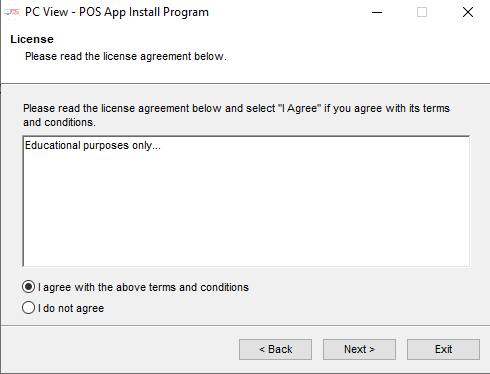 PC View - POS App Install Program
License
Please read the license agreement below.
Please read the license agreement below and select "I Agree" if you agree with its terms
and conditions.
Educational purposes only...
I agree with the above terms and conditions
I do not agree
< Back
Next >
Exit